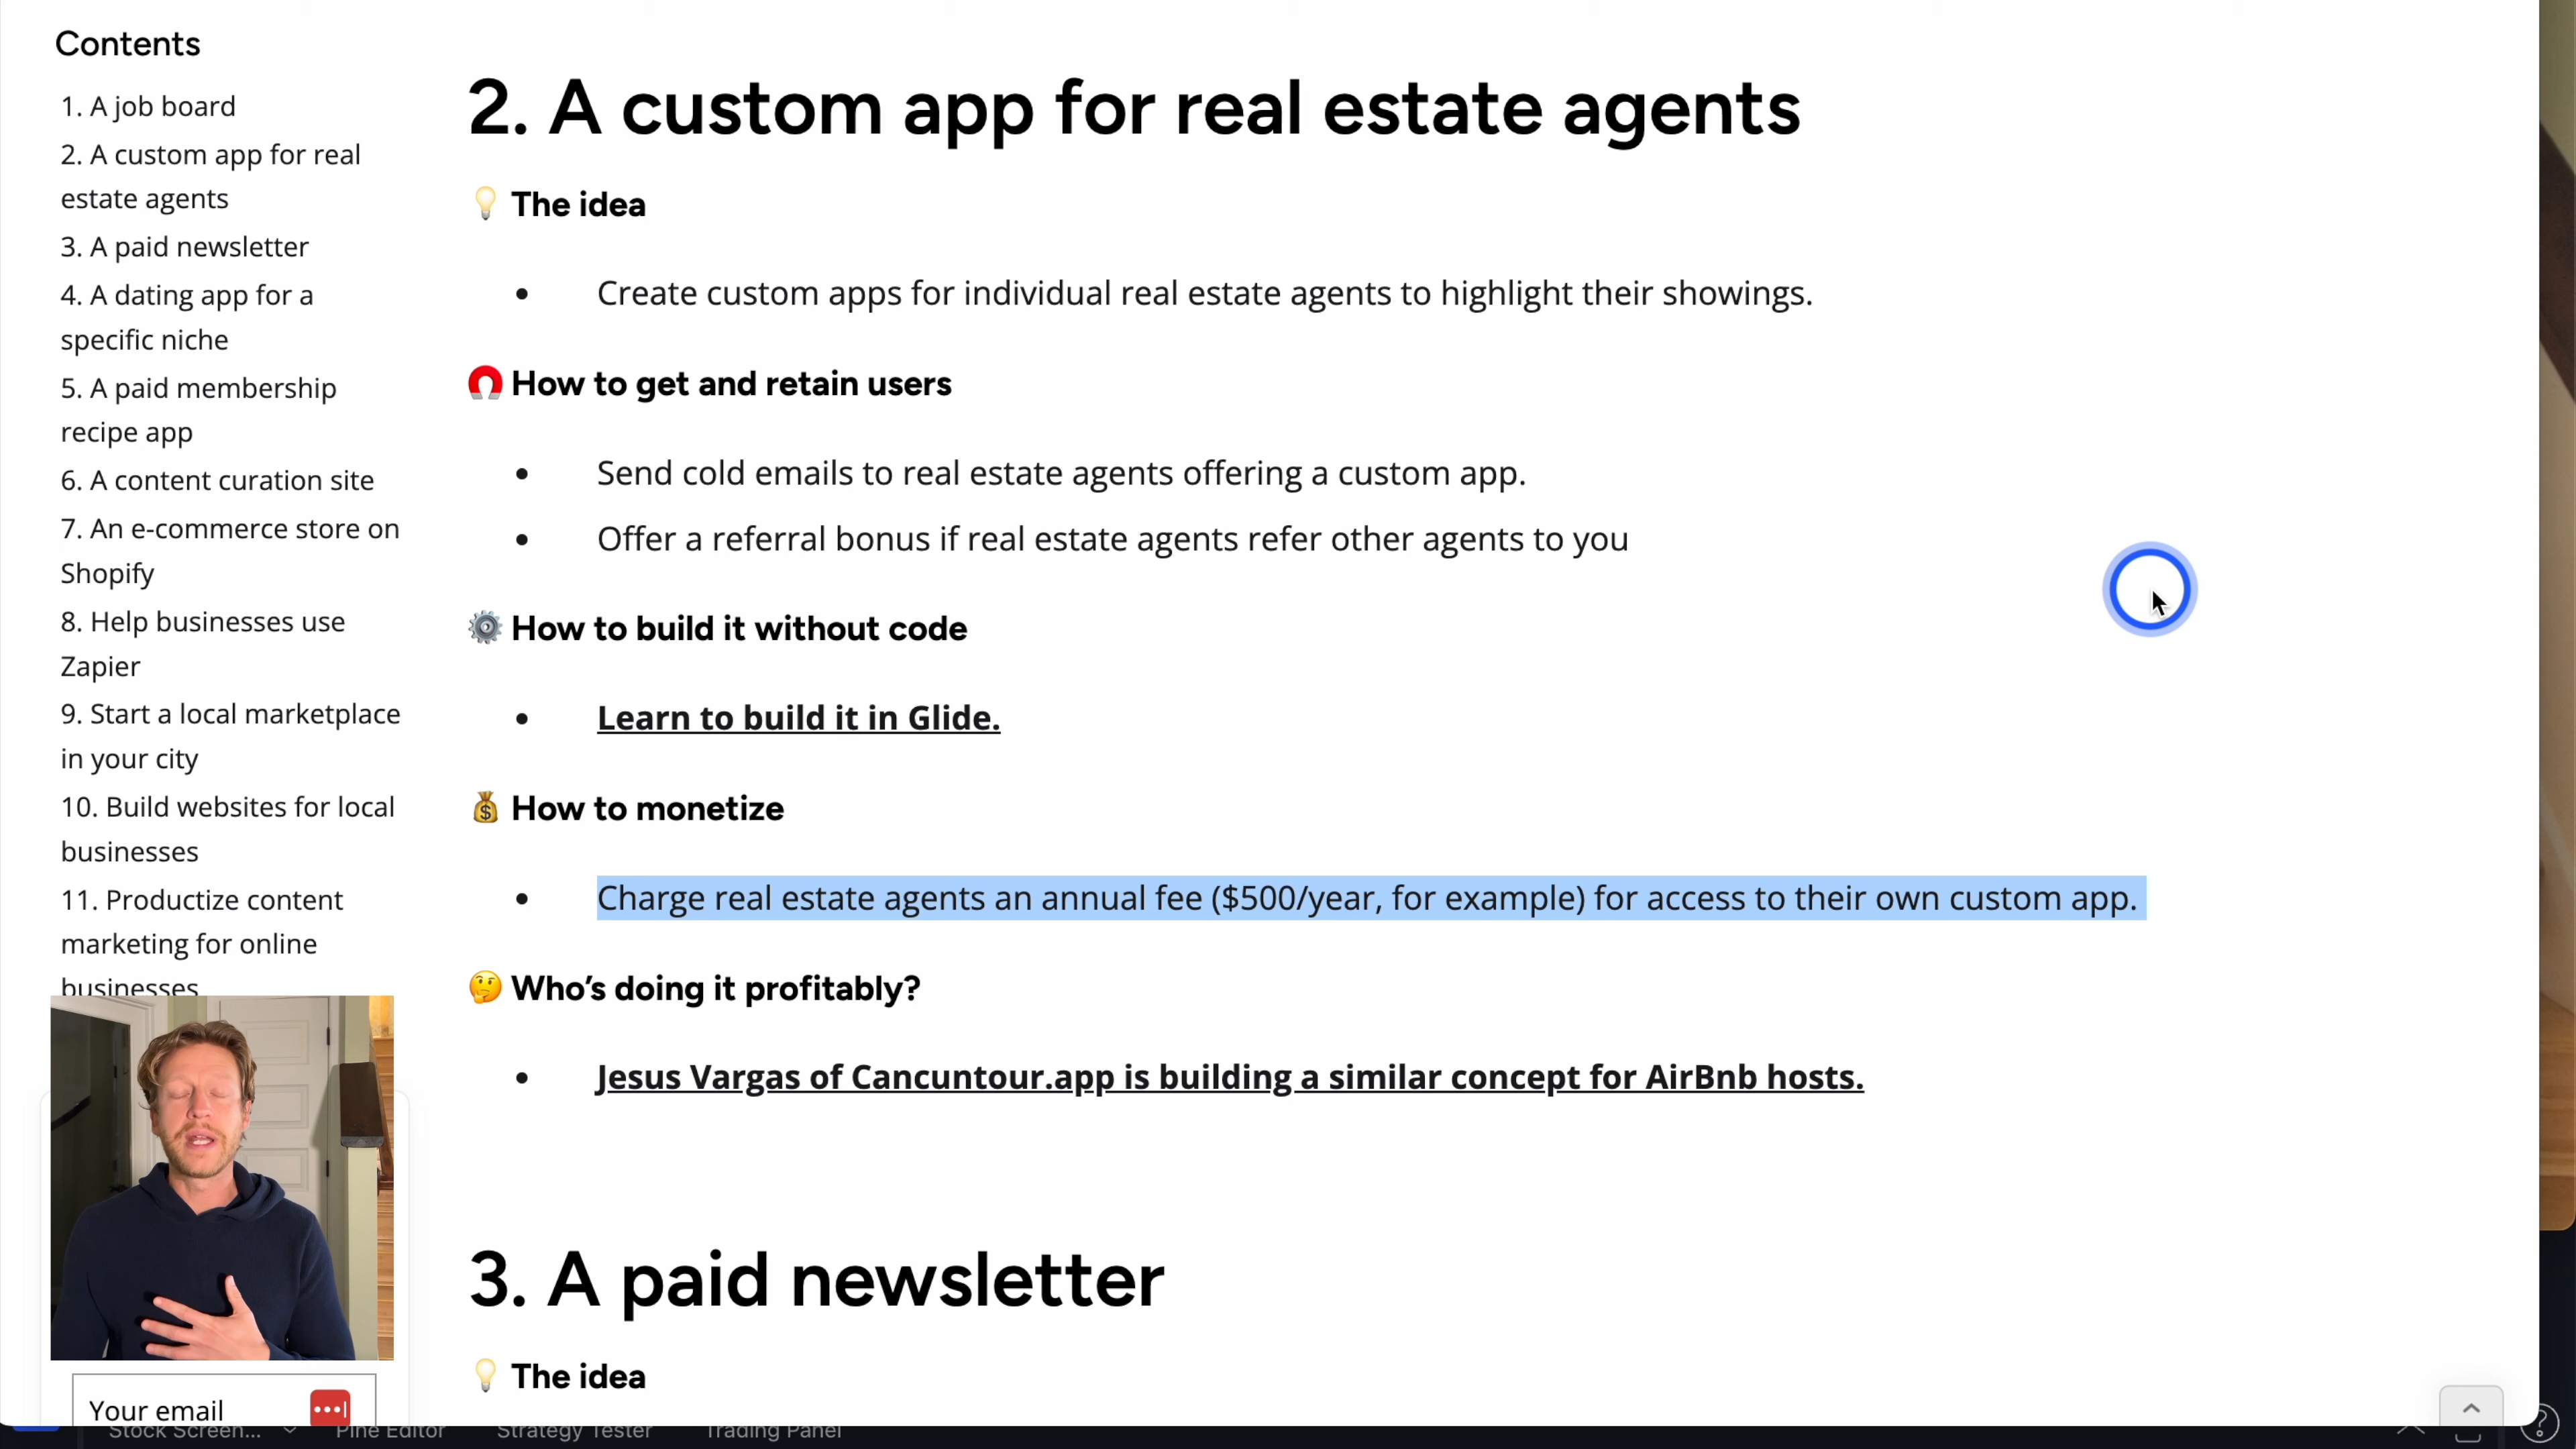 Contents
1. A job board
2. A custom app for real
estate agents
3. A paid newsletter
4. A dating app for a
specific niche
5. A paid membership
recipe app
6. A content curation site
7. An e-commerce store on
Shopify
8. Help businesses use
Zapier
9. Start a local marketplace
in your city
10. Build websites for local
businesses
11. Productize content
marketing for online
businesses
Your email
2. A custom app for real estate agents
💡 The idea
• Create custom apps for individual real estate agents to highlight their showings.
🧲 How to get and retain users
• Send cold emails to real estate agents offering a custom app.
• Offer a referral bonus if real estate agents refer other agents to you
⚙️ How to build it without code
• Learn to build it in Glide.
💰 How to monetize
• Charge real estate agents an annual fee ($500/year, for example) for access to their own custom app.
🤔 Who’s doing it profitably?
• Jesus Vargas of Cancuntour.app is building a similar concept for AirBnb hosts.
3. A paid newsletter
💡 The idea
Stock Screen... Pine Editor Strategy Tester Trading Panel